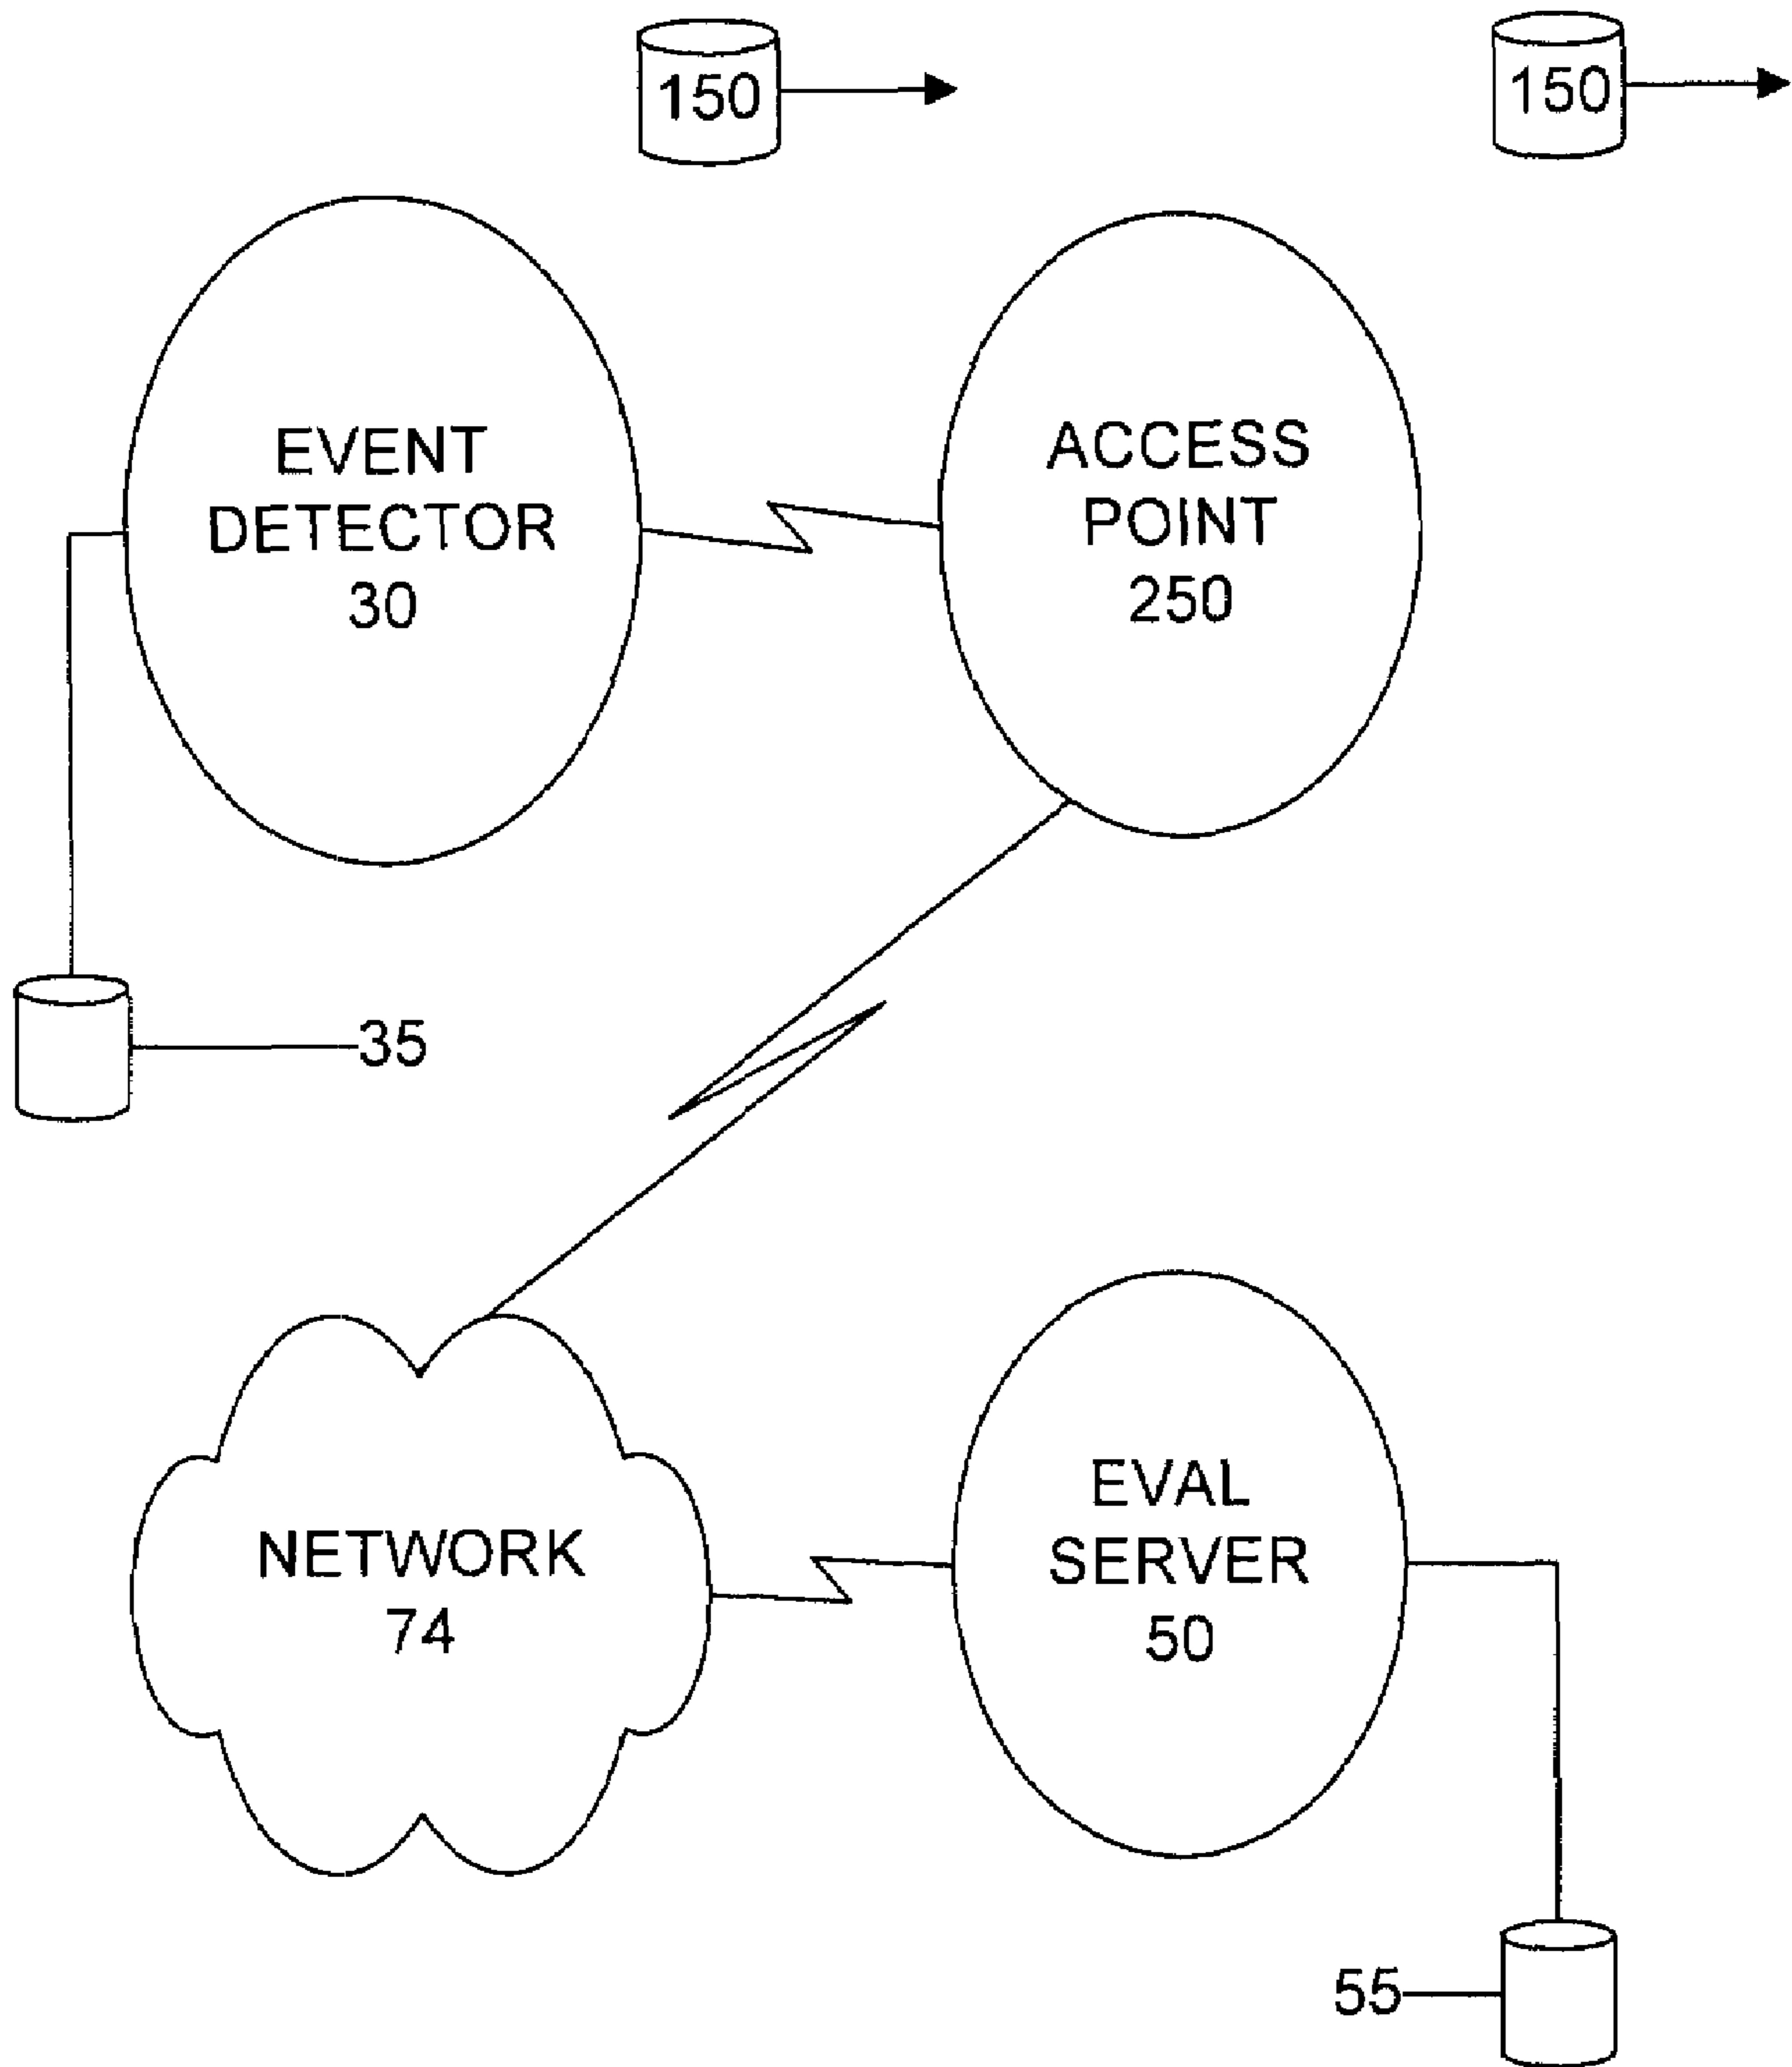 150
150
EVENT
DETECTOR
30
ACCESS
POINT
250
35
NETWORK
74
EVAL
SERVER
50
55